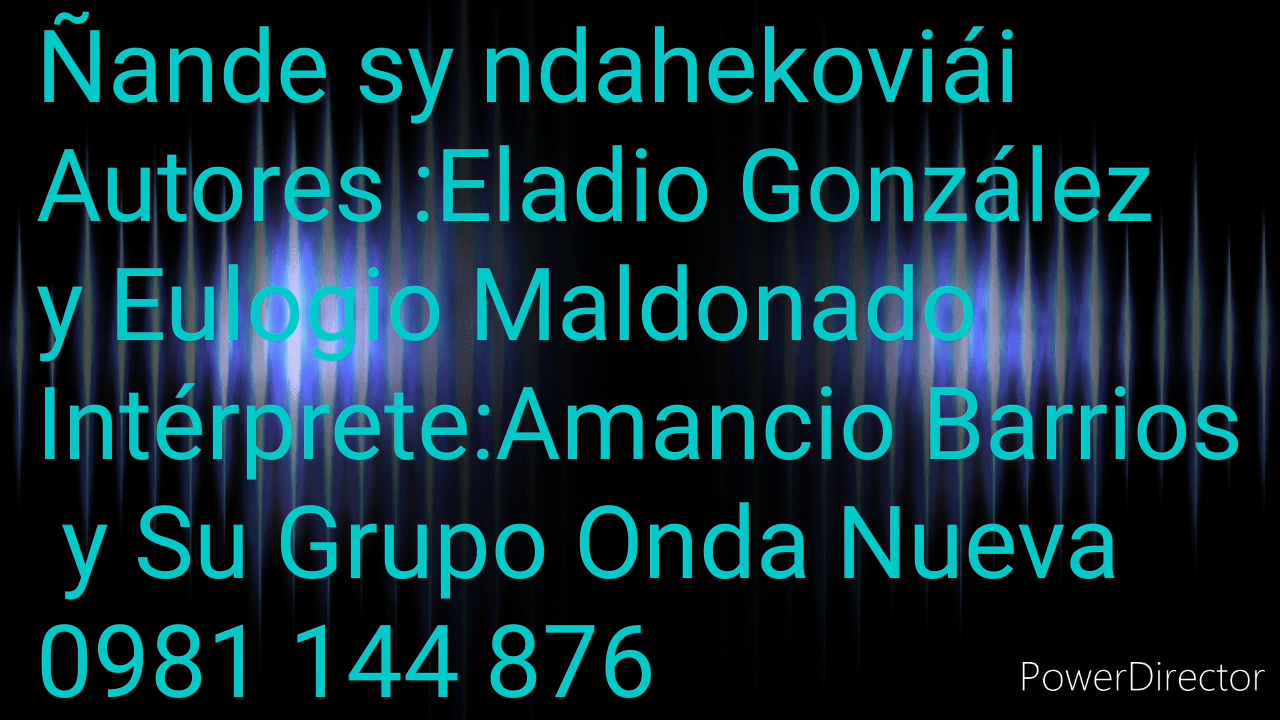 Ñande sy ndahekoviái
Autores :Eladio González
y Eulogio Maldonado
Intérprete:Amancio Barrios
y Su Grupo Onda Nueva
0981 144 876
PowerDirector